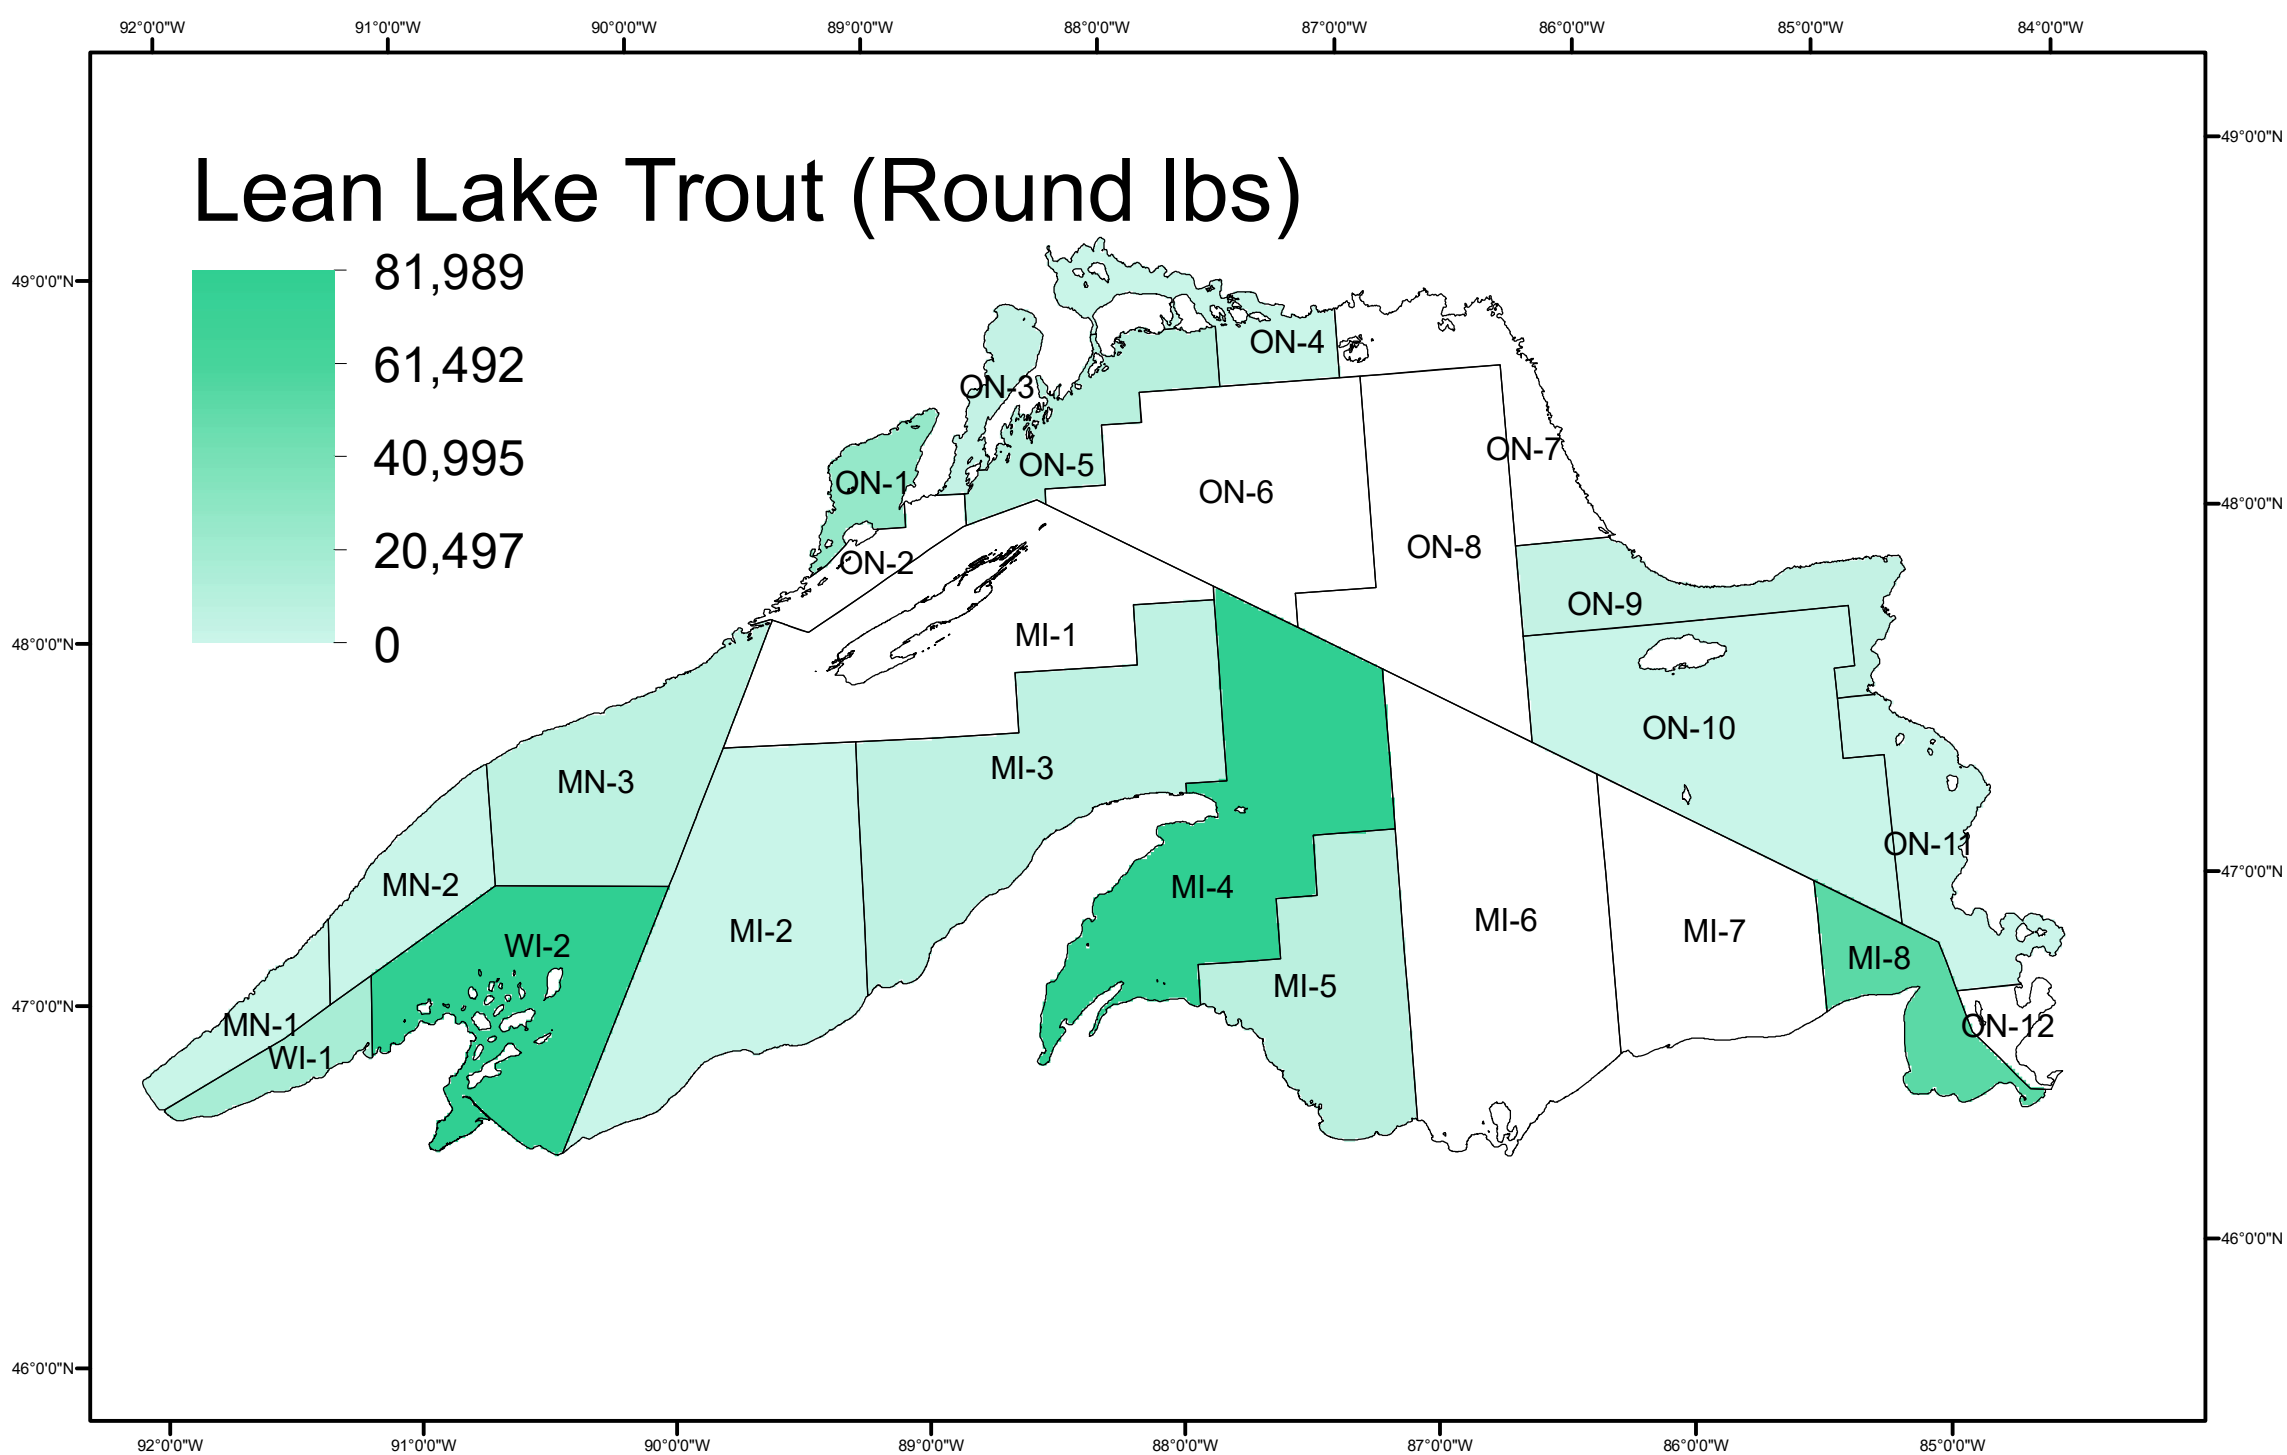 92°0'0"W 91°0'0"W 90°0'0"W 89°0'0"W 88°0'0"W 87°0'0"W 86°0'0"W 85°0'0"W 84°0'0"W
49°0'0"N
Lean Lake Trout (Round lbs)
81,989
49°0'0"N
ON-4
61,492
ON-3
ON-7
40,995
ON-5
ON-1
ON-6
48°0'0"N
20,497
ON-8
ON-2
ON-9
MI-1
0
48°0'0"N
ON-10
MI-3
MN-3
ON-11
47°0'0"N
MN-2
MI-4
MI-6
MI-2
MI-7
WI-2
MI-8
MI-5
47°0'0"N
MN-1
ON-12
WI-1
46°0'0"N
46°0'0"N
92°0'0"W 91°0'0"W 90°0'0"W 89°0'0"W 88°0'0"W 87°0'0"W 86°0'0"W 85°0'0"W